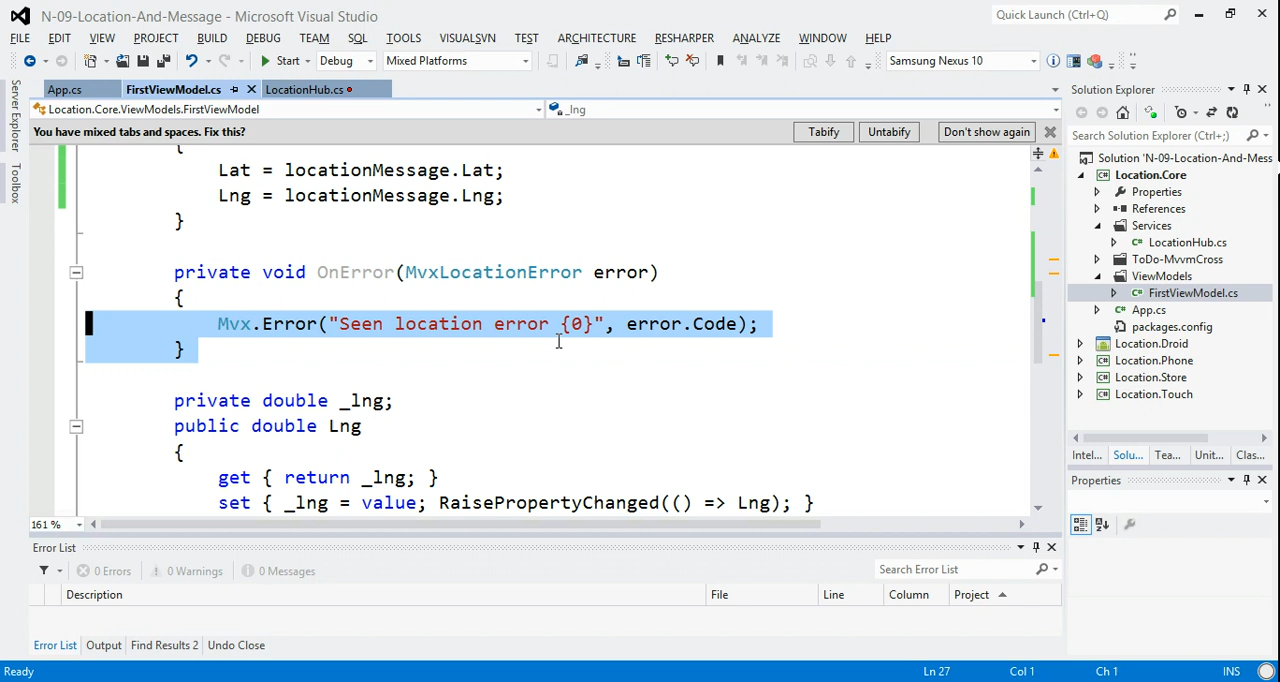 N-09-Location-And-Message - Microsoft Visual Studio
Quick Launch (Ctrl+;)
FILE EDIT VIEW PROJECT BUILD DEBUG TEAM SQL TOOLS VISUALSVN TEST ARCHITECTURE RESHARPER ANALYZE WINDOW HELP
Start Debug Mixed Platforms Samsung Nexus 10
Server Explorer
Toolbox
App.cs FirstViewModel.cs LocationHub.cs
Location.Core.ViewModels.FirstViewModel _lng
You have mixed tabs and spaces. Fix this? Tabify Untabify Don't show again
{
Lat = locationMessage.Lat;
Lng = locationMessage.Lng;
}
private void OnError(MvxLocationError error)
{
Mvx.Error("Seen location error {0}", error.Code);
}
private double _lng;
public double Lng
{
get { return _lng; }
set { _lng = value; RaisePropertyChanged(() => Lng); }
161 %
Solution Explorer
Search Solution Explorer (Ctrl+;)
Solution 'N-09-Location-And-Mess
Location.Core
Properties
References
Services
LocationHub.cs
ToDo-MvvmCross
ViewModels
FirstViewModel.cs
App.cs
packages.config
Location.Droid
Location.Phone
Location.Store
Location.Touch
Intel... Solu... Tea... Unit... Clas...
Properties
Error List
0 Errors 0 Warnings 0 Messages
Search Error List
Description File Line Column Project
Error List Output Find Results 2 Undo Close
Ready Ln 27 Col 1 Ch 1 INS